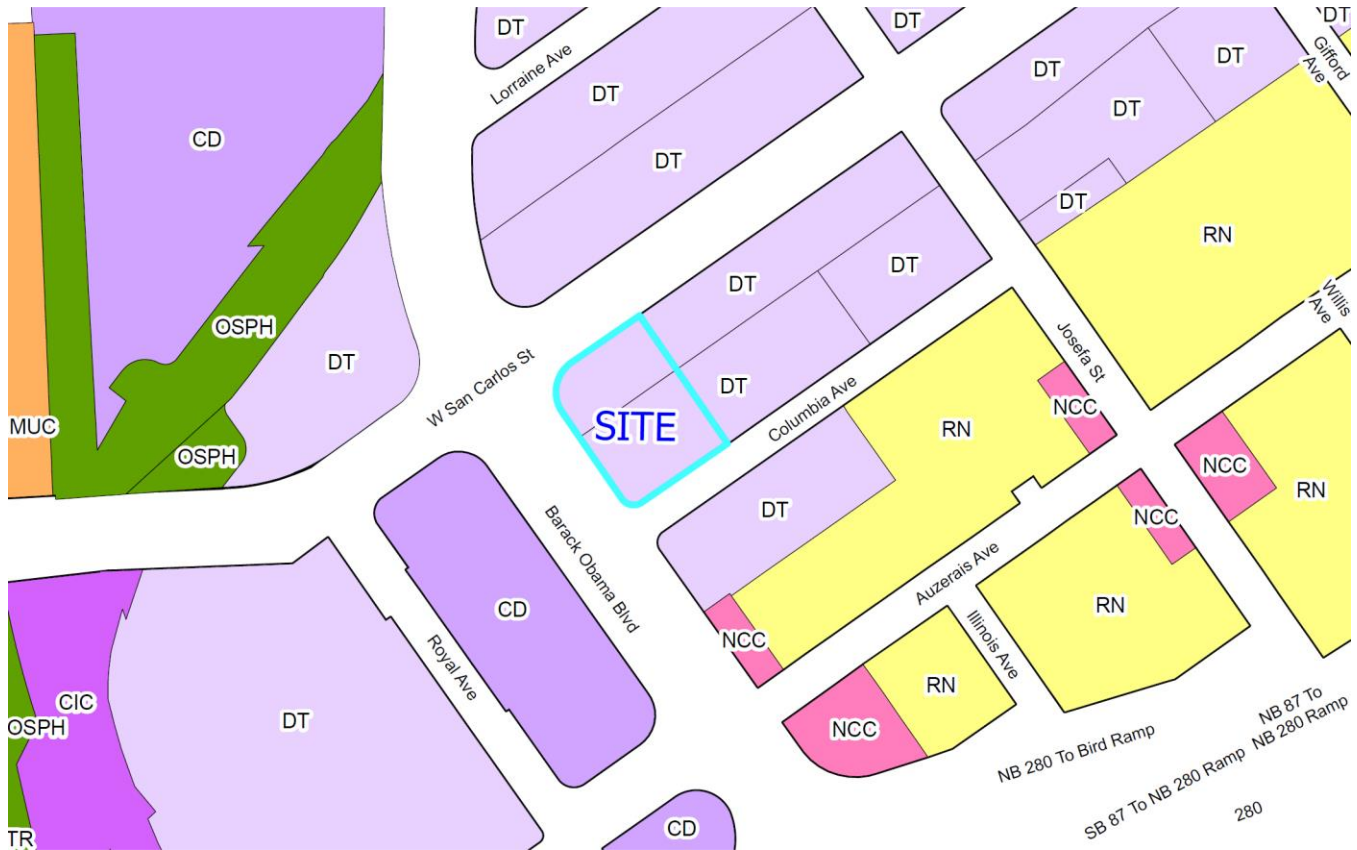 DT
DT
DT
Gifford
Ave
Lorraine Ave
DT
DT
DT
DT
CD
DT
DT
RN
DT
DT
Willis
Ave
OSPH
DT
Josefa St
W San Carlos St
DT
Columbia Ave
NCC
MUC
SITE
RN
OSPH
NCC
RN
DT
NCC
Barack Obama Blvd
Auzerais Ave
CD
RN
Illinois Ave
NCC
Royal Ave
RN
CIC
OSPH
DT
NCC
NB 280 To Bird Ramp
NB 87 To
NB 280 Ramp
SB 87 To NB 280 Ramp
280
CD
TR